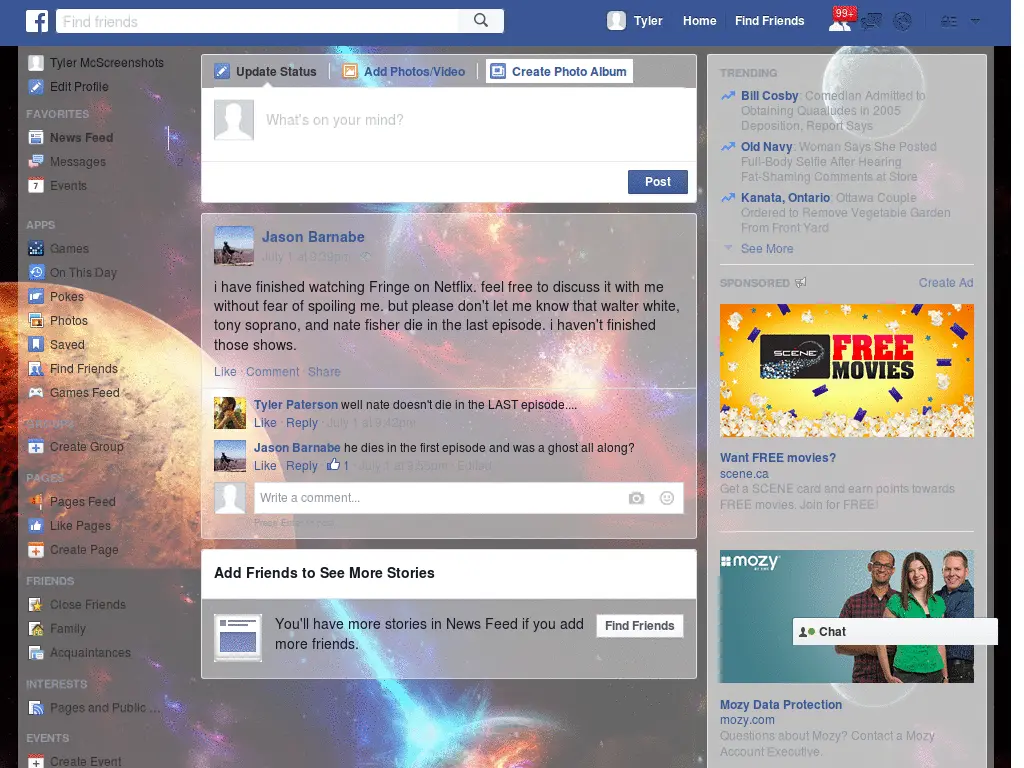 Find friends
Tyler
Home
Find Friends
99+
Tyler McScreenshots
Edit Profile
FAVORITES
News Feed
Messages
2
Events
7
APPS
Games
On This Day
Pokes
Photos
Saved
Find Friends
Games Feed
GROUPS
Create Group
PAGES
Pages Feed
Like Pages
Create Page
FRIENDS
Close Friends
Family
Acquaintances
INTERESTS
Pages and Public ...
EVENTS
Create Event
Update Status
Add Photos/Video
Create Photo Album
What's on your mind?
Post
Jason Barnabe
July 1 at 9:29pm
i have finished watching Fringe on Netflix. feel free to discuss it with me
without fear of spoiling me. but please don't let me know that walter white,
tony soprano, and nate fisher die in the last episode. i haven't finished
those shows.
Like · Comment · Share
Tyler Paterson well nate doesn't die in the LAST episode....
Like · Reply · July 1 at 9:42pm
Jason Barnabe he dies in the first episode and was a ghost all along?
Like · Reply · 1 · July 1 at 9:55pm · Edited
Write a comment...
Press Enter to post.
Add Friends to See More Stories
You'll have more stories in News Feed if you add
more friends.
Find Friends
TRENDING
Bill Cosby: Comedian Admitted to
Obtaining Quaaludes in 2005
Deposition, Report Says
Old Navy: Woman Says She Posted
Full-Body Selfie After Hearing
Fat-Shaming Comments at Store
Kanata, Ontario: Ottawa Couple
Ordered to Remove Vegetable Garden
From Front Yard
See More
SPONSORED
Create Ad
SCENE
FREE
MOVIES
Want FREE movies?
scene.ca
Get a SCENE card and earn points towards
FREE movies. Join for FREE!
mozy
BY EMC
Chat
Mozy Data Protection
mozy.com
Questions about Mozy? Contact a Mozy
Account Executive.